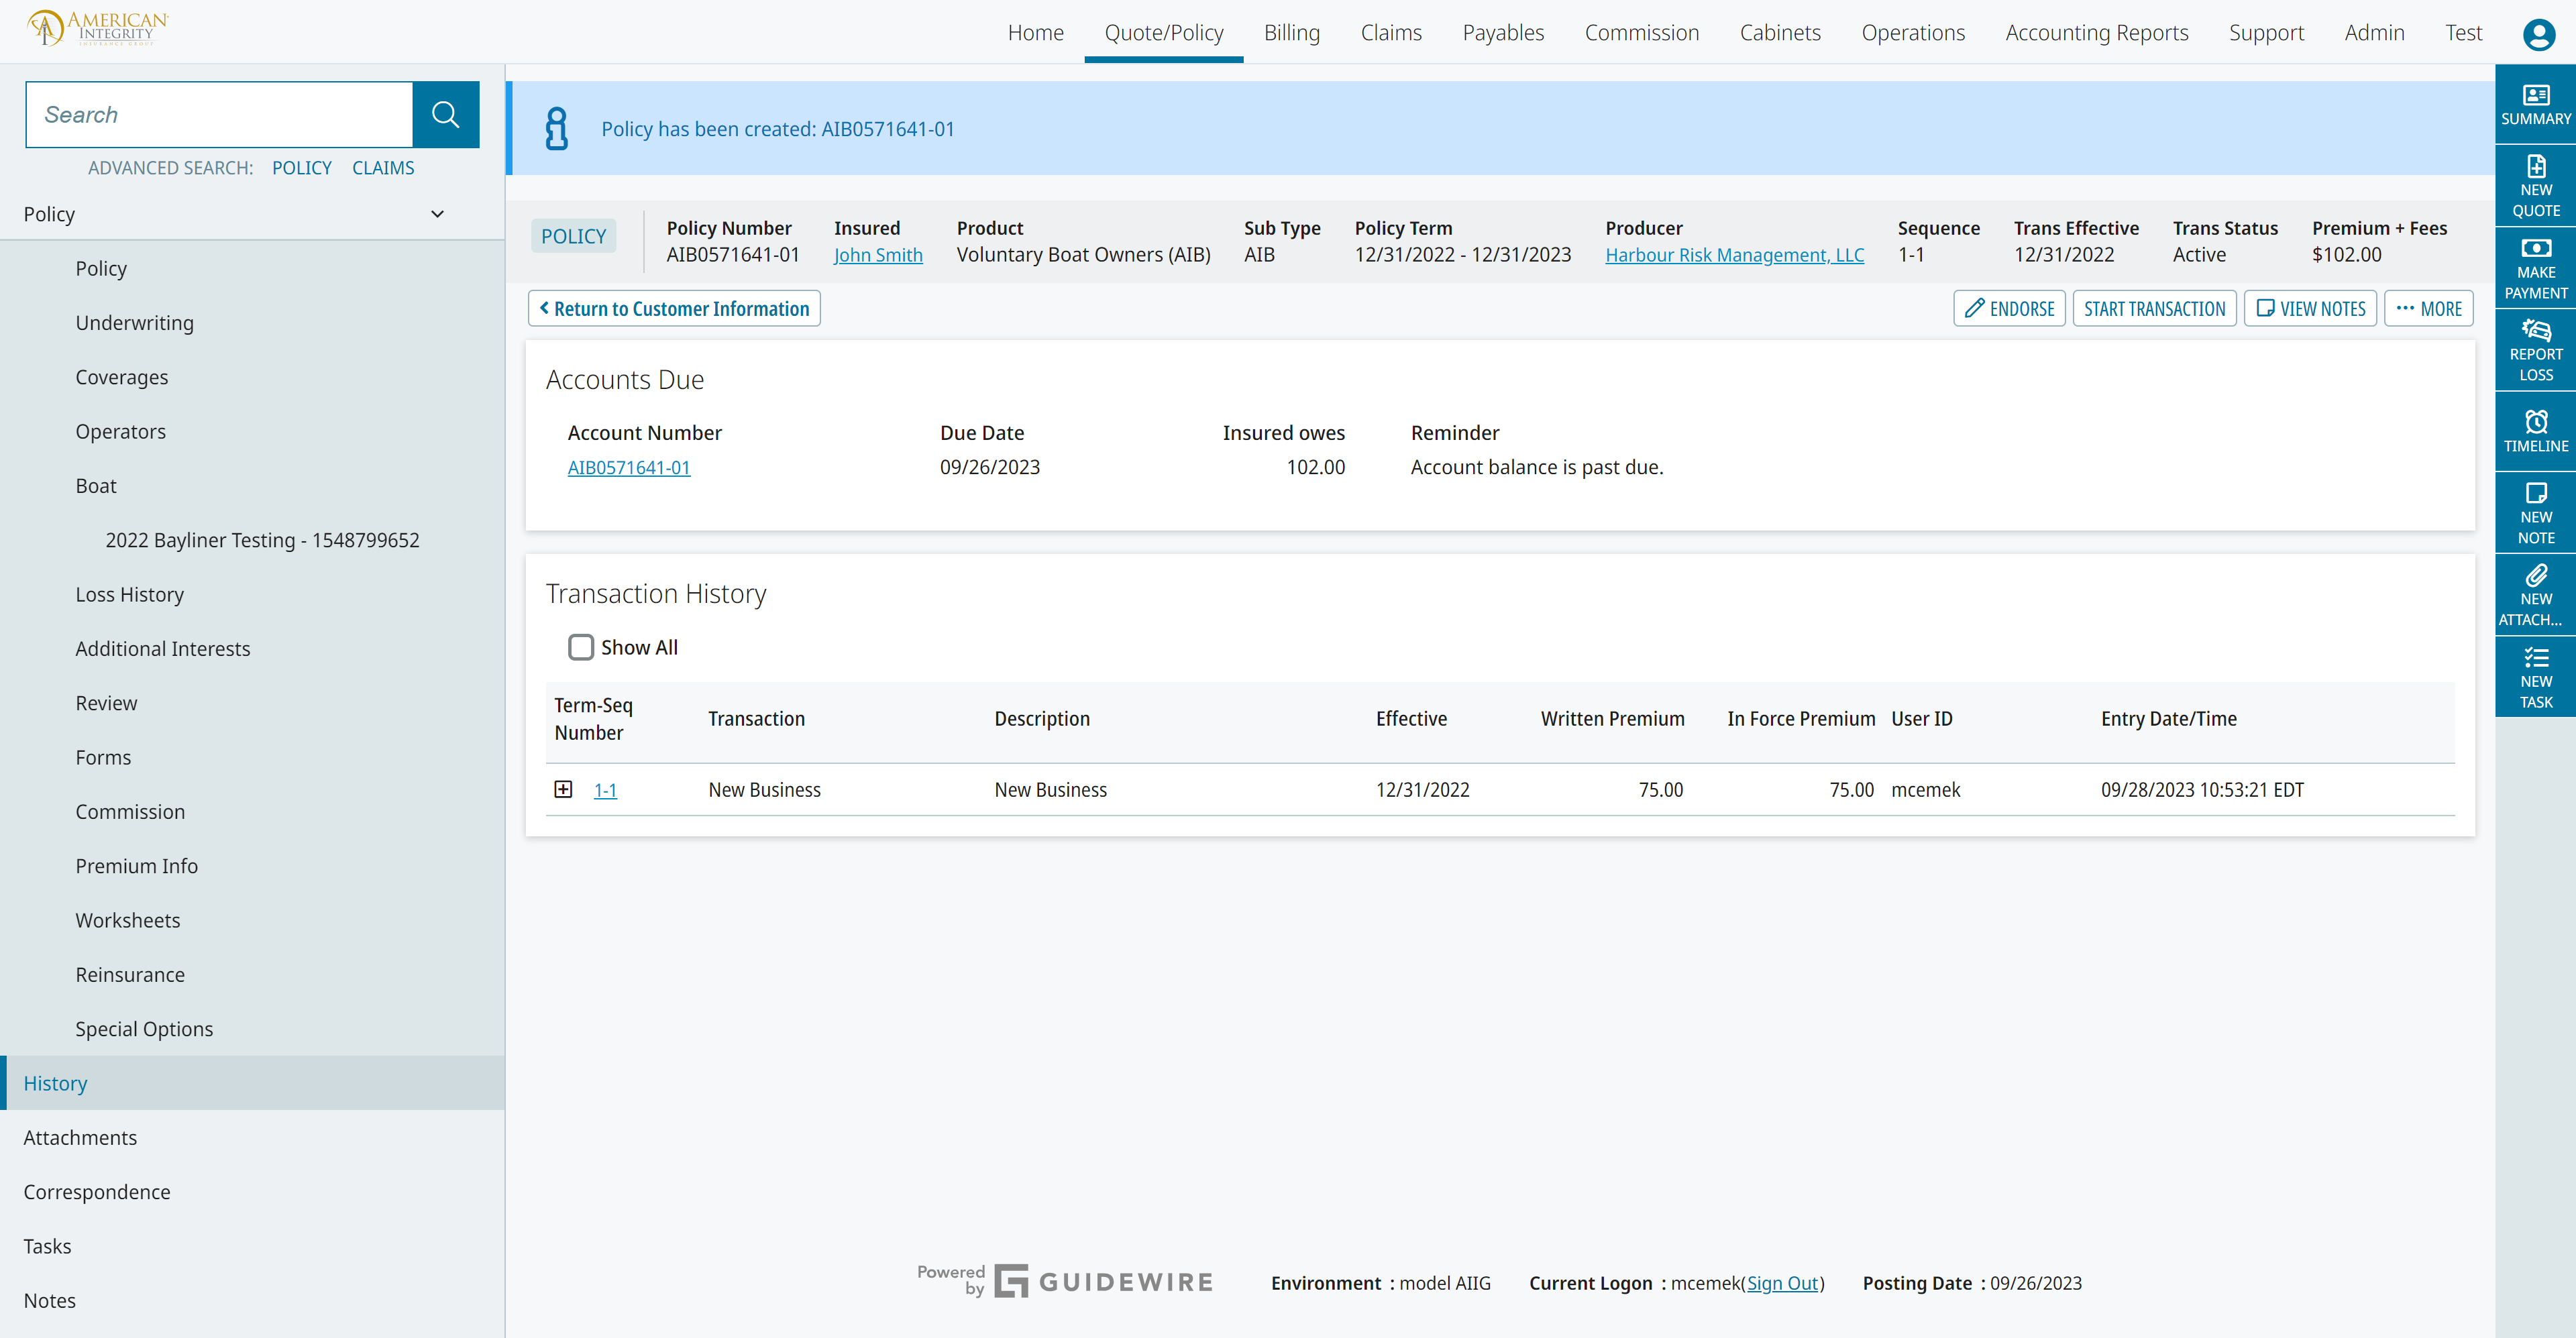 AMERICAN
INTEGRITY
INSURANCE GROUP
Home Quote/Policy Billing Claims Payables Commission Cabinets Operations Accounting Reports Support Admin Test
Search
ADVANCED SEARCH: POLICY CLAIMS
Policy
Policy
Underwriting
Coverages
Operators
Boat
2022 Bayliner Testing - 1548799652
Loss History
Additional Interests
Review
Forms
Commission
Premium Info
Worksheets
Reinsurance
Special Options
History
Attachments
Correspondence
Tasks
Notes
Policy has been created: AIB0571641-01
POLICY
Policy Number Insured Product Sub Type Policy Term Producer Sequence Trans Effective Trans Status Premium + Fees
AIB0571641-01 John Smith Voluntary Boat Owners (AIB) AIB 12/31/2022 - 12/31/2023 Harbour Risk Management, LLC 1-1 12/31/2022 Active $102.00
Return to Customer Information ENDORSE START TRANSACTION VIEW NOTES ··· MORE
Accounts Due
Account Number Due Date Insured owes Reminder
AIB0571641-01 09/26/2023 102.00 Account balance is past due.
Transaction History
Show All
Term-Seq
Number Transaction Description Effective Written Premium In Force Premium User ID Entry Date/Time
1-1 New Business New Business 12/31/2022 75.00 75.00 mcemek 09/28/2023 10:53:21 EDT
SUMMARY
NEW
QUOTE
MAKE
PAYMENT
REPORT
LOSS
TIMELINE
NEW
NOTE
NEW
ATTACH...
NEW
TASK
Powered
by GUIDEWIRE
Environment : model AIIG Current Logon : mcemek(Sign Out) Posting Date : 09/26/2023